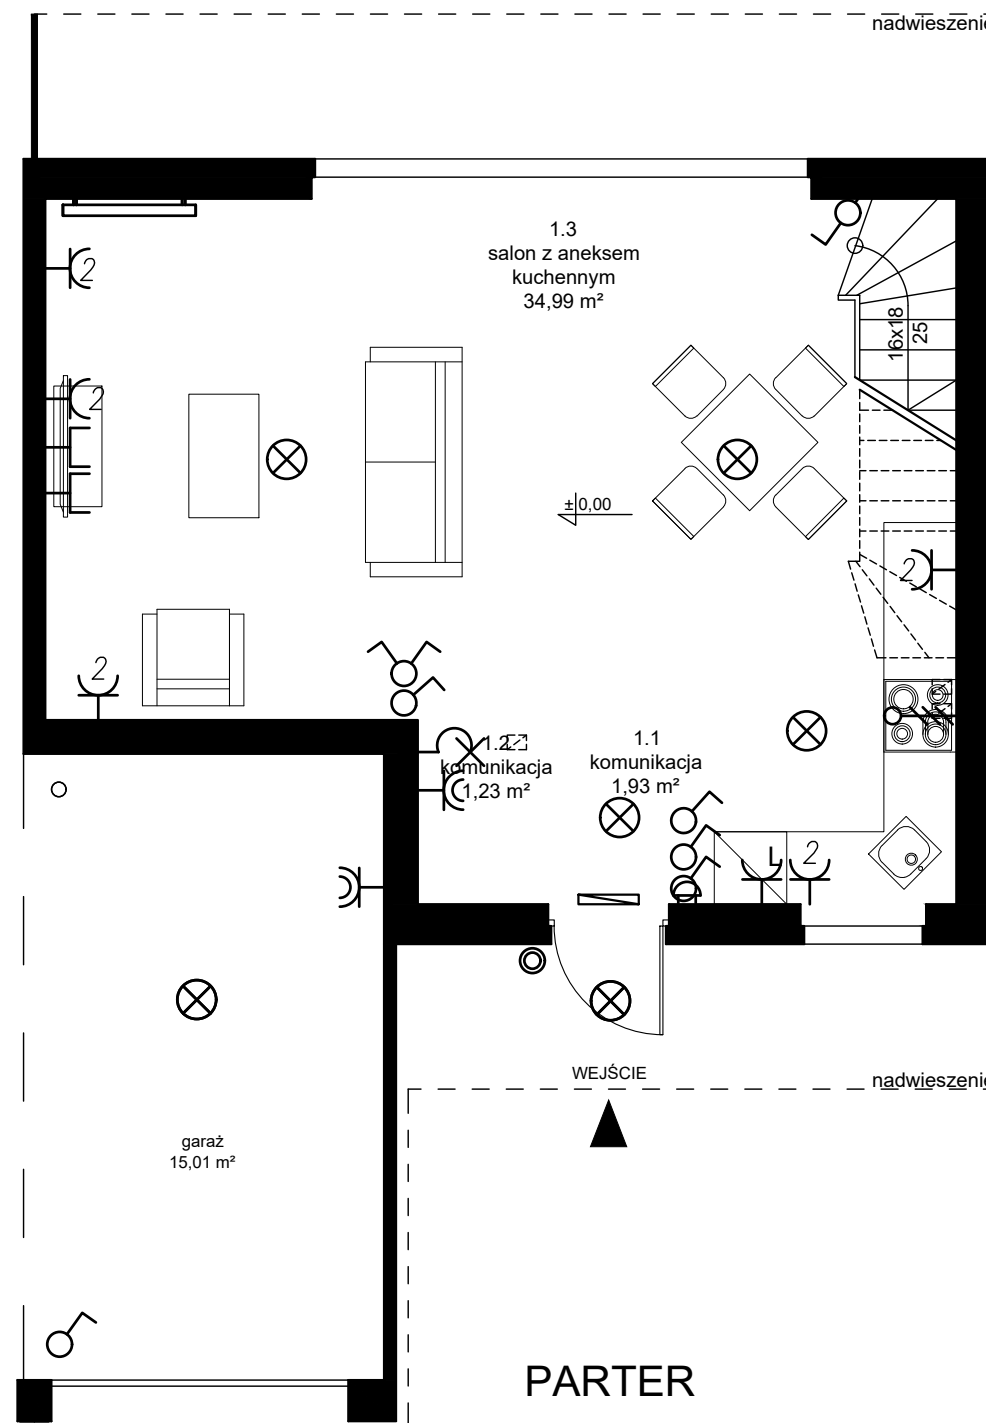 nadwieszenie
1.3
salon z aneksem
kuchennym
34,99 m²
2
16x18
25
2
±0,00
2
2
1.2
komunikacja
1,23 m²
1.1
komunikacja
1,93 m²
L
2
WEJŚCIE
nadwieszenie
garaż
15,01 m²
PARTER